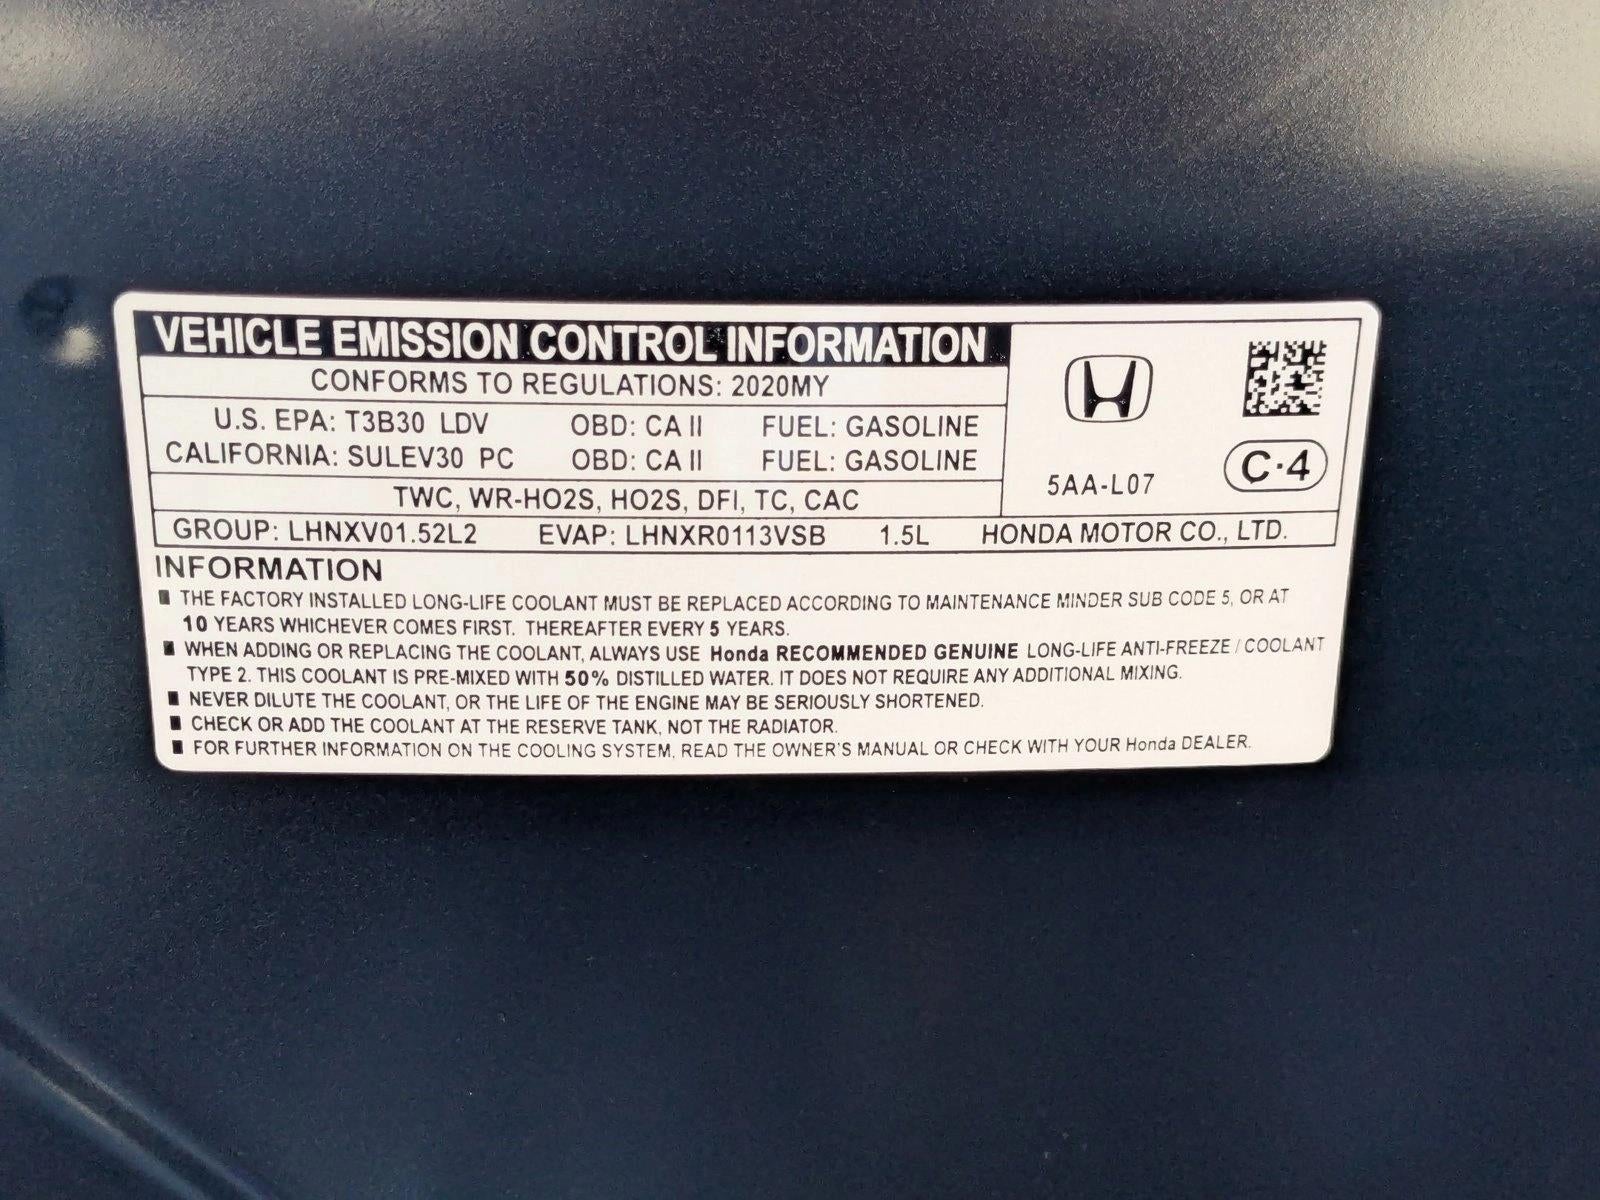 VEHICLE EMISSION CONTROL INFORMATION
CONFORMS TO REGULATIONS: 2020MY
U.S. EPA: T3B30 LDV OBD: CA II FUEL: GASOLINE
CALIFORNIA: SULEV30 PC OBD: CA II FUEL: GASOLINE
TWC, WR-HO2S, HO2S, DFI, TC, CAC
5AA-L07
C·4
GROUP: LHNXV01.52L2 EVAP: LHNXR0113VSB 1.5L HONDA MOTOR CO., LTD.
INFORMATION
■ THE FACTORY INSTALLED LONG-LIFE COOLANT MUST BE REPLACED ACCORDING TO MAINTENANCE MINDER SUB CODE 5, OR AT
10 YEARS WHICHEVER COMES FIRST. THEREAFTER EVERY 5 YEARS.
■ WHEN ADDING OR REPLACING THE COOLANT, ALWAYS USE Honda RECOMMENDED GENUINE LONG-LIFE ANTI-FREEZE / COOLANT
TYPE 2. THIS COOLANT IS PRE-MIXED WITH 50% DISTILLED WATER. IT DOES NOT REQUIRE ANY ADDITIONAL MIXING.
■ NEVER DILUTE THE COOLANT, OR THE LIFE OF THE ENGINE MAY BE SERIOUSLY SHORTENED.
■ CHECK OR ADD THE COOLANT AT THE RESERVE TANK, NOT THE RADIATOR.
■ FOR FURTHER INFORMATION ON THE COOLING SYSTEM, READ THE OWNER'S MANUAL OR CHECK WITH YOUR Honda DEALER.